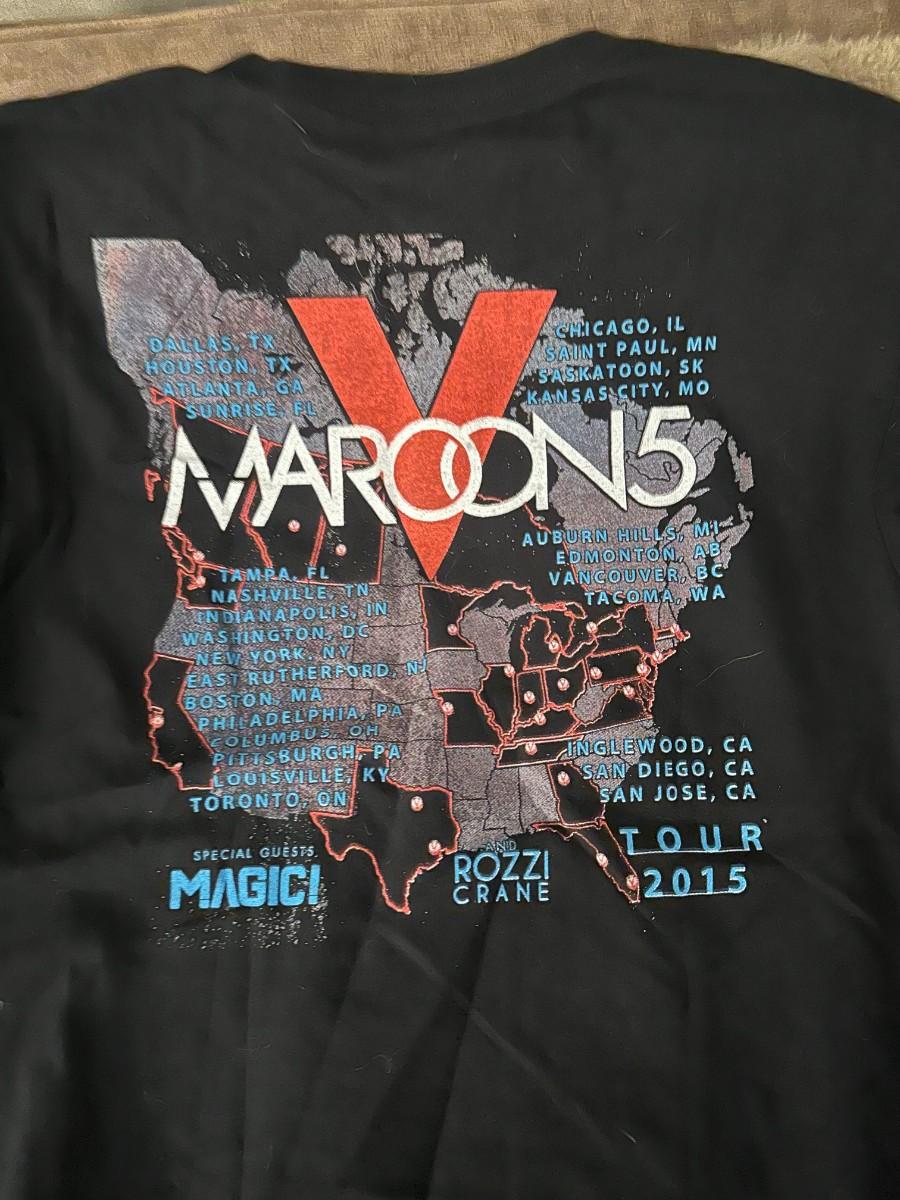 V
DALLAS, TX
HOUSTON, TX
ATLANTA, GA
SUNRISE, FL
CHICAGO, IL
SAINT PAUL, MN
SASKATOON, SK
KANSAS CITY, MO
MAROON 5
TAMPA, FL
NASHVILLE, TN
INDIANAPOLIS, IN
WASHINGTON, DC
NEW YORK, NY
EAST RUTHERFORD, NJ
BOSTON, MA
PHILADELPHIA, PA
COLUMBUS, OH
PITTSBURGH, PA
LOUISVILLE, KY
TORONTO, ON
AUBURN HILLS, MI
EDMONTON, AB
VANCOUVER, BC
TACOMA, WA
INGLEWOOD, CA
SAN DIEGO, CA
SAN JOSE, CA
TOUR
2015
SPECIAL GUESTS
MAGIC!
AND
ROZZI
CRANE